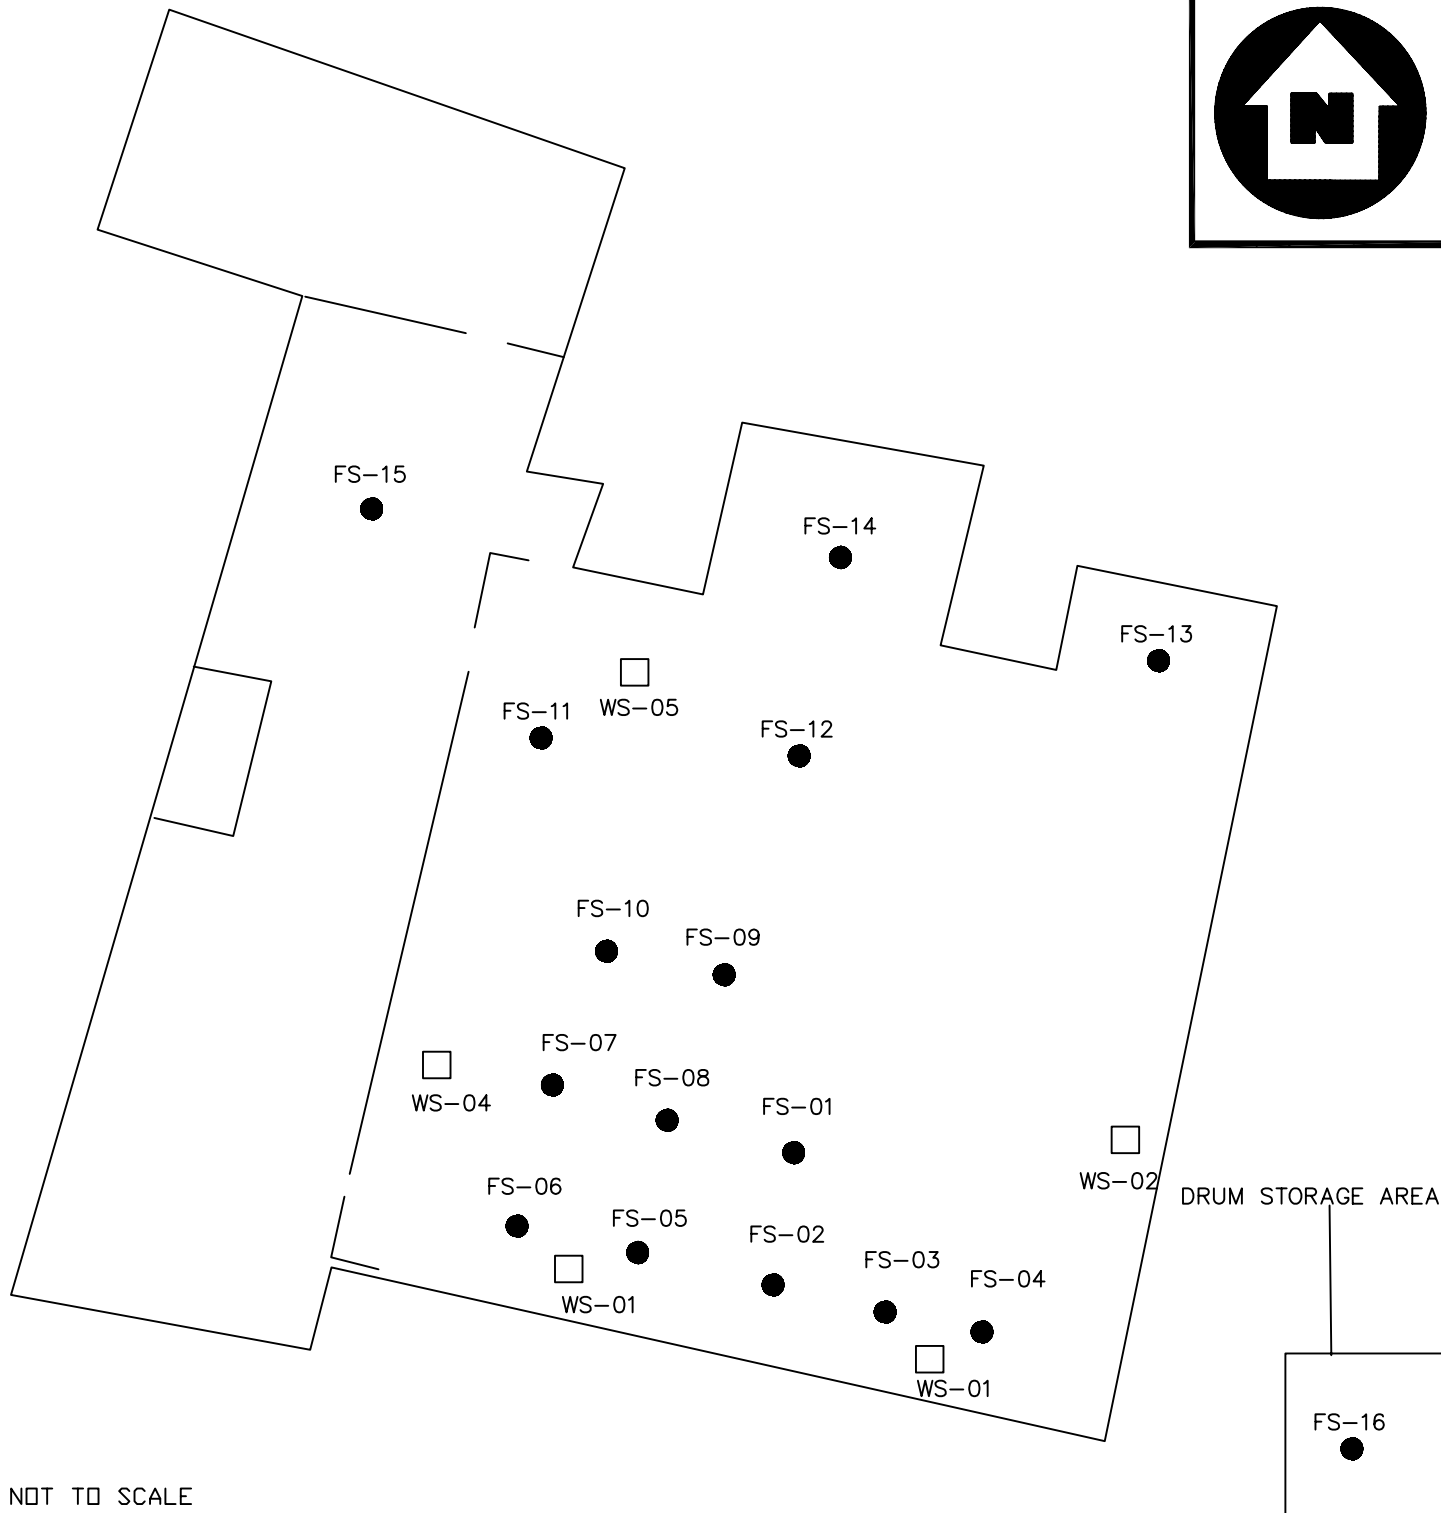 N
FS-15
FS-14
FS-13
WS-05
FS-11
FS-12
FS-10
FS-09
FS-07
FS-08
WS-04
FS-01
WS-02
FS-06
DRUM STORAGE AREA
FS-05
FS-02
FS-03
FS-04
WS-01
WS-01
FS-16
NOT TO SCALE